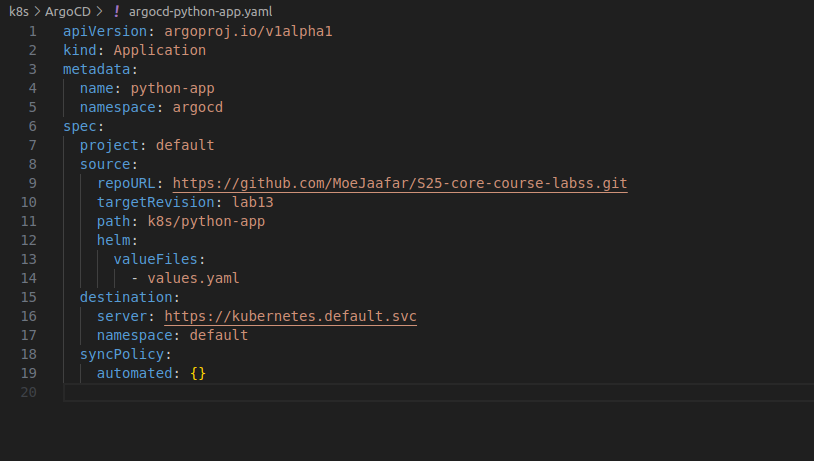 k8s > ArgoCD > ! argocd-python-app.yaml
1 apiVersion: argoproj.io/v1alpha1
2 kind: Application
3 metadata:
4   name: python-app
5   namespace: argocd
6 spec:
7   project: default
8   source:
9     repoURL: https://github.com/MoeJaafar/S25-core-course-labss.git
10     targetRevision: lab13
11     path: k8s/python-app
12     helm:
13       valueFiles:
14         - values.yaml
15   destination:
16     server: https://kubernetes.default.svc
17     namespace: default
18   syncPolicy:
19     automated: {}
20